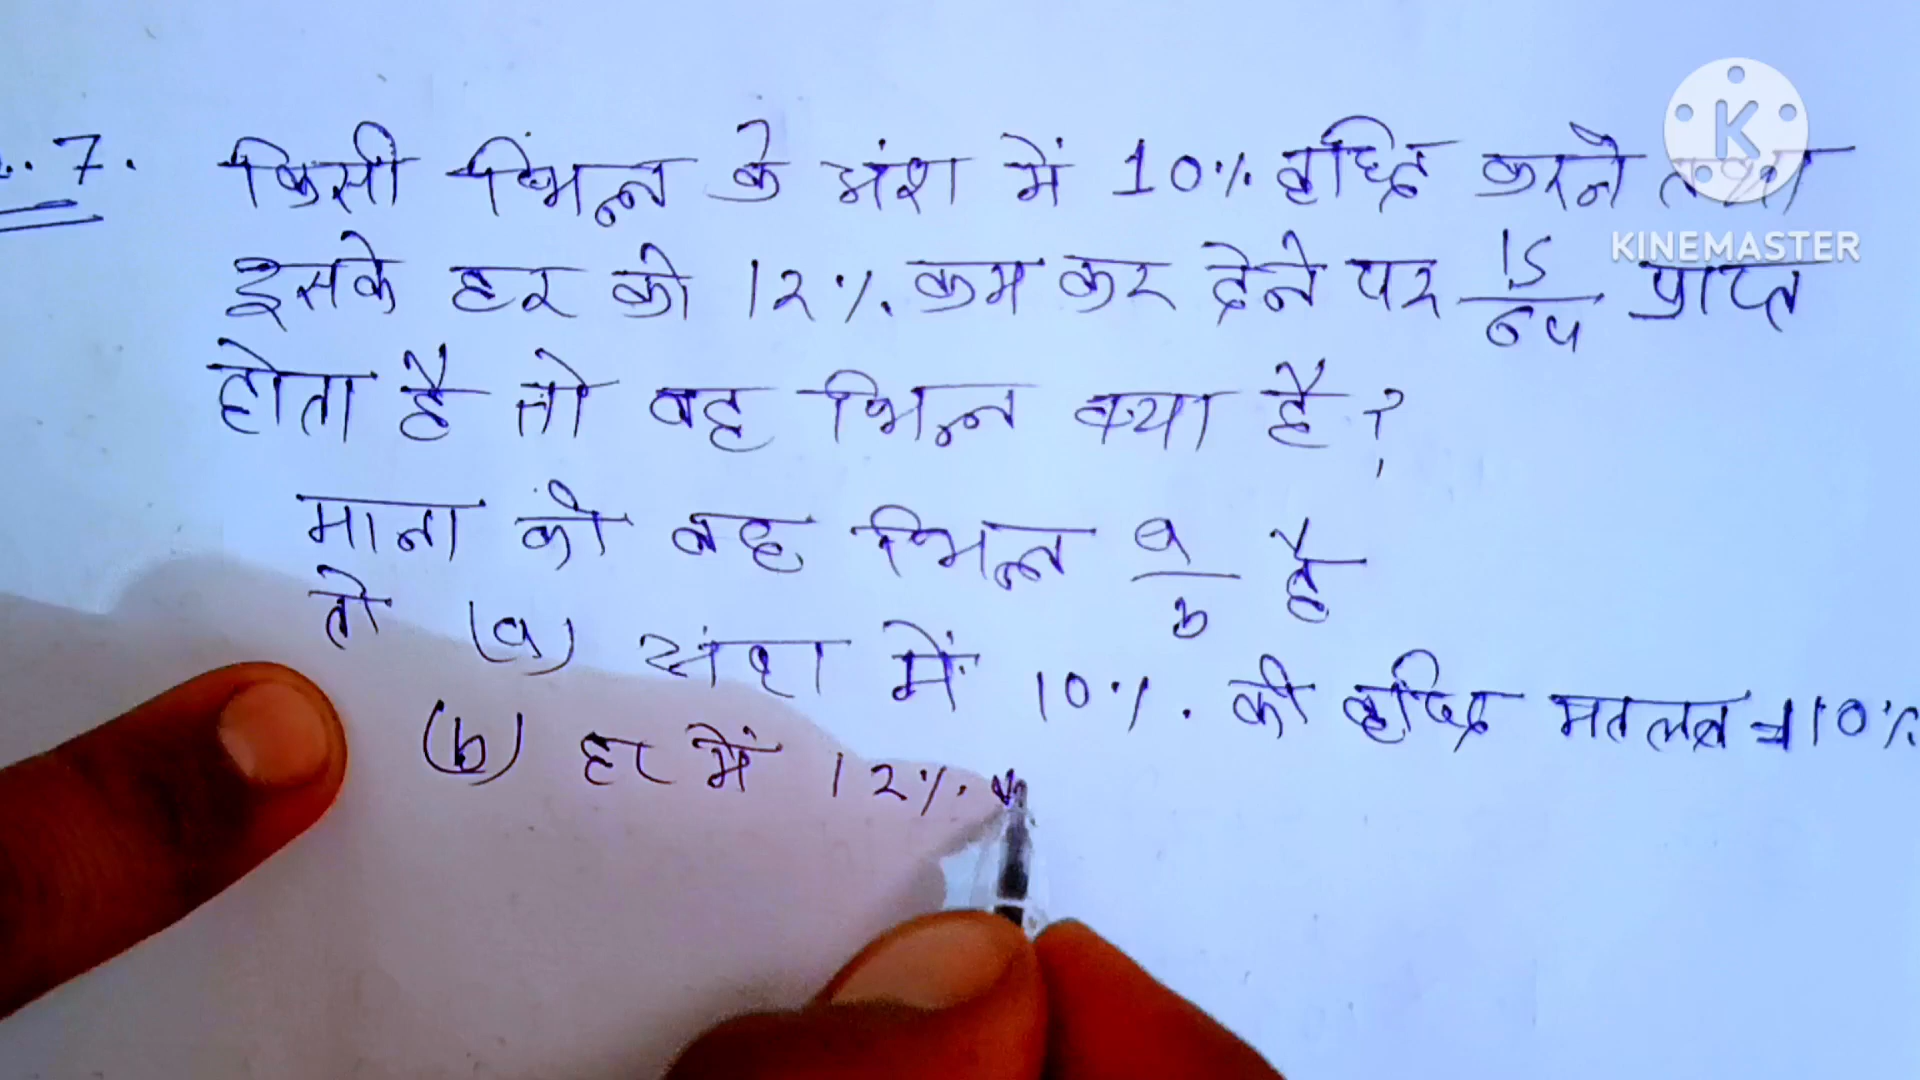 7. किसी भिन्न के अंश में 10% वृद्धि करने तथा
KINEMASTER
इसके हर को 12% कम कर देने पर 15/64 प्राप्त
होता है तो वह भिन्न क्या है?
माना की वह भिन्न a/b है
तो (a) अंश में 10% की वृद्धि मतलब = 110%
(b) हर में 12%